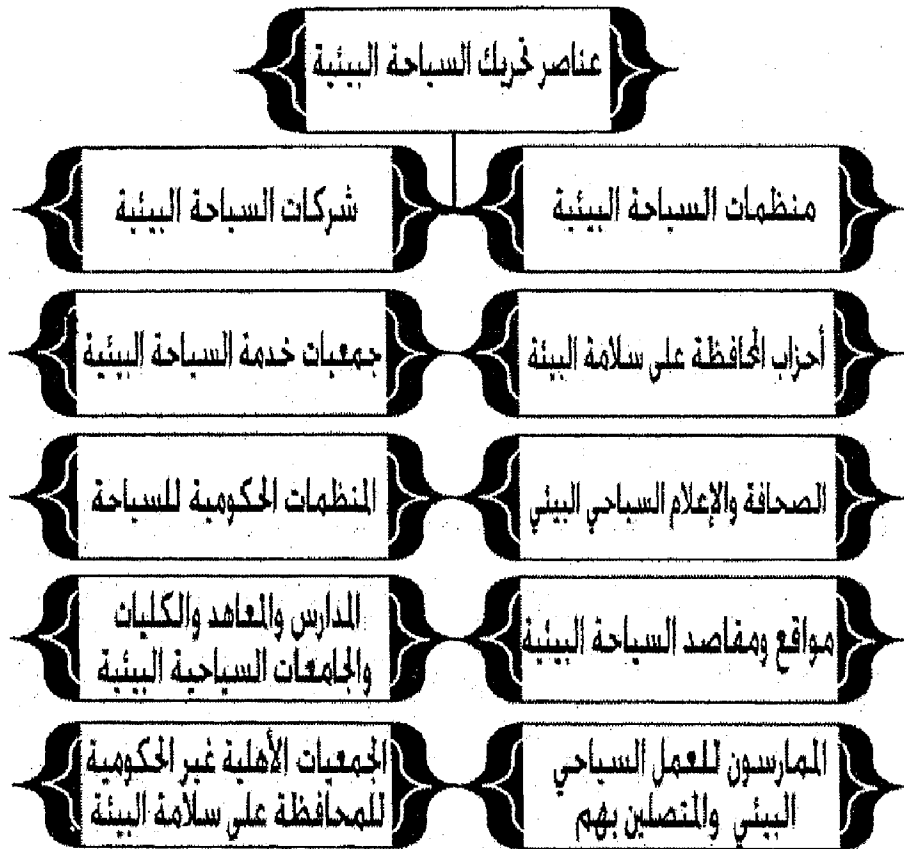 عناصر تحريك السياحة البيئية
منظمات السياحة البيئية
شركات السياحة البيئية
أحزاب المحافظة على سلامة البيئة
جمعيات خدمة السياحة البيئية
الصحافة والإعلام السياحي البيئي
المنظمات الحكومية للسياحة
مواقع ومقاصد السياحة البيئية
المدارس والمعاهد والكليات
والجامعات السياحية البيئية
الممارسون للعمل السياحي
البيئي والمتصلين بهم
الجمعيات الأهلية غير الحكومية
للمحافظة على سلامة البيئة